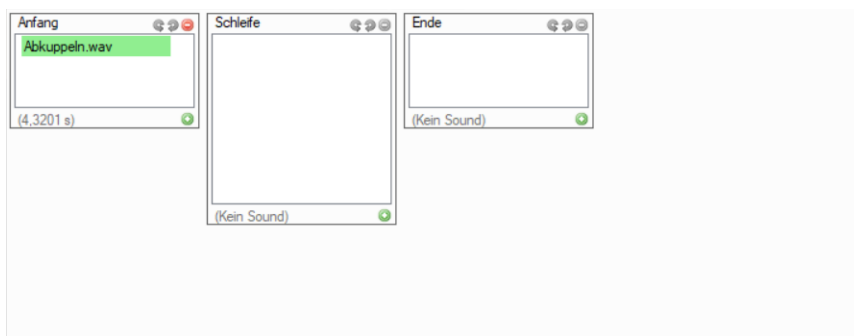 Anfang
Abkuppeln.wav
(4,3201 s)
Schleife
(Kein Sound)
Ende
(Kein Sound)